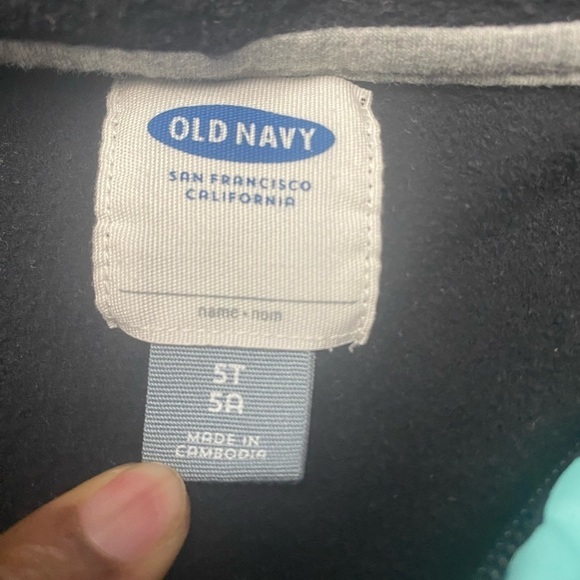 OLD NAVY
SAN FRANCISCO
CALIFORNIA
name • nom
5T
5A
MADE IN
CAMBODIA